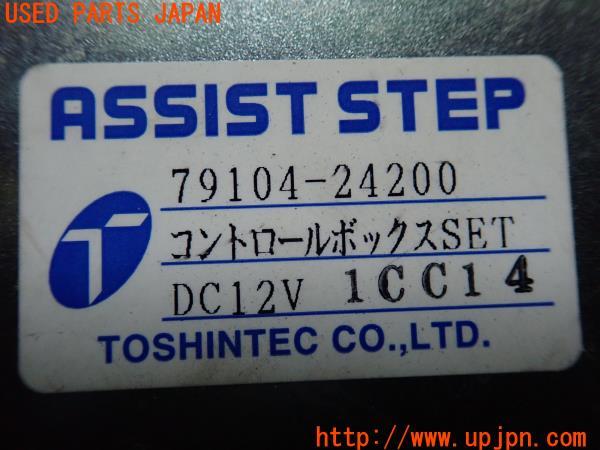 USED PARTS JAPAN
ASSIST STEP
79104-24200
コントロールボックスSET
DC12V 1CC14
TOSHINTEC CO.,LTD.
http://www.upjpn.com/